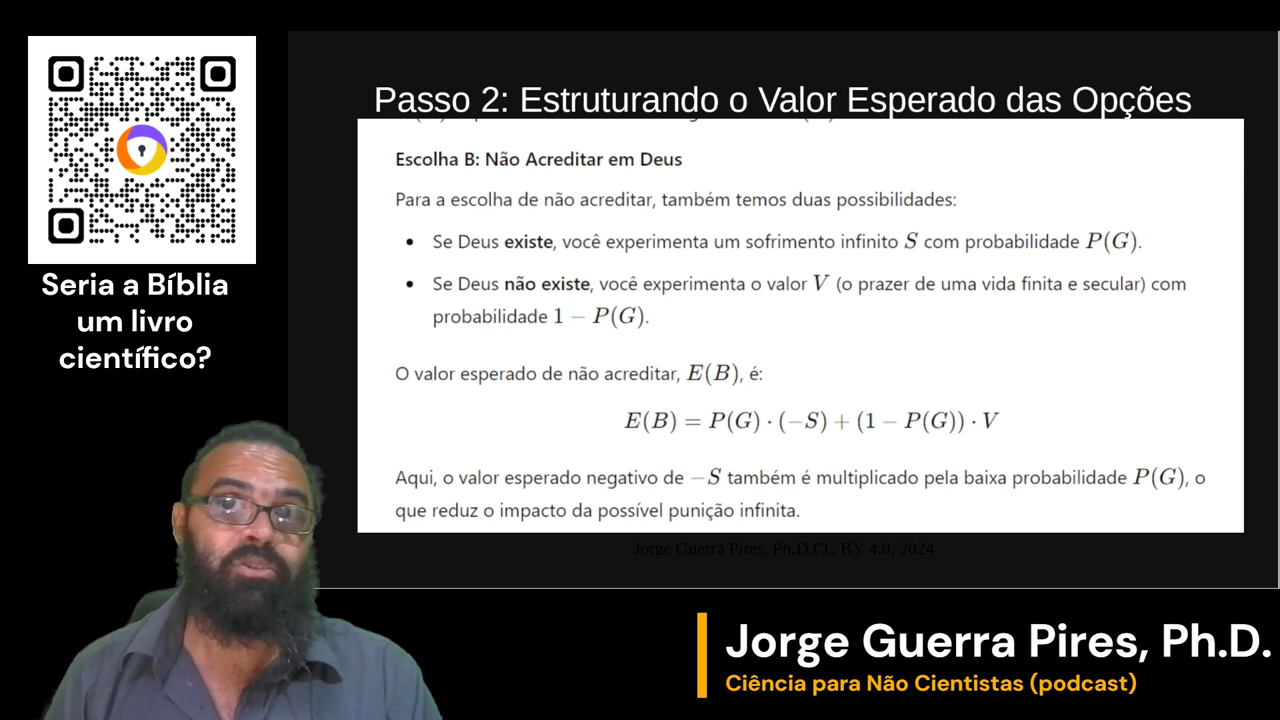 Seria a Bíblia
um livro
científico?
Passo 2: Estruturando o Valor Esperado das Opções
Escolha B: Não Acreditar em Deus
Para a escolha de não acreditar, também temos duas possibilidades:
• Se Deus existe, você experimenta um sofrimento infinito S com probabilidade P(G).
• Se Deus não existe, você experimenta o valor V (o prazer de uma vida finita e secular) com
probabilidade 1 − P(G).
O valor esperado de não acreditar, E(B), é:
E(B) = P(G) · (−S) + (1 − P(G)) · V
Aqui, o valor esperado negativo de −S também é multiplicado pela baixa probabilidade P(G), o
que reduz o impacto da possível punição infinita.
Jorge Guerra Pires, Ph.D.CC BY 4.0, 2024
Jorge Guerra Pires, Ph.D.
Ciência para Não Cientistas (podcast)